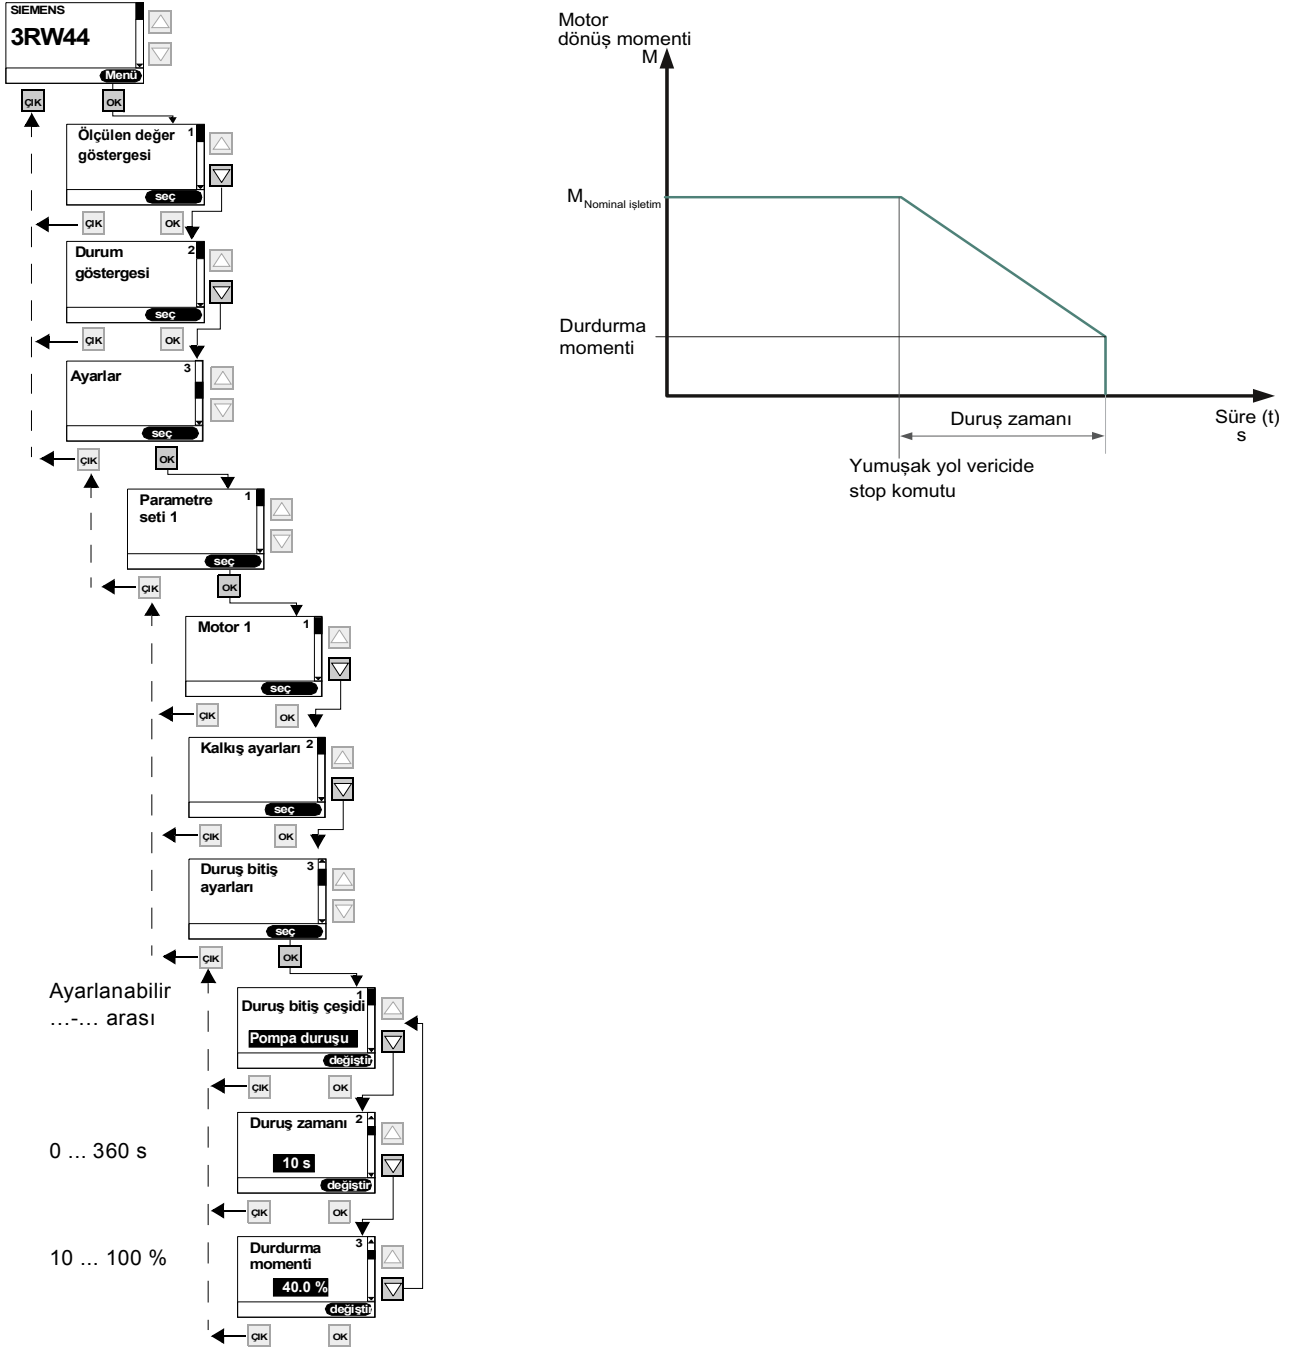 SIEMENS
3RW44
Menü
ÇIK
OK
Ölçülen değer 1
göstergesi
seç
ÇIK
OK
Durum 2
göstergesi
seç
ÇIK
OK
Ayarlar 3
seç
ÇIK
OK
Parametre 1
seti 1
seç
ÇIK
OK
Motor 1 1
seç
ÇIK
OK
Kalkış ayarları 2
seç
ÇIK
OK
Duruş bitiş 3
ayarları
seç
ÇIK
OK
Ayarlanabilir
...-... arası
1
Duruş bitiş çeşidi
Pompa duruşu
değiştir
ÇIK
OK
0 ... 360 s
Duruş zamanı 2
10 s
değiştir
ÇIK
OK
10 ... 100 %
Durdurma 3
momenti
40.0 %
değiştir
ÇIK
OK
Motor
dönüş momenti
M
M Nominal işletim
Durdurma
momenti
Duruş zamanı
Süre (t)
s
Yumuşak yol vericide
stop komutu